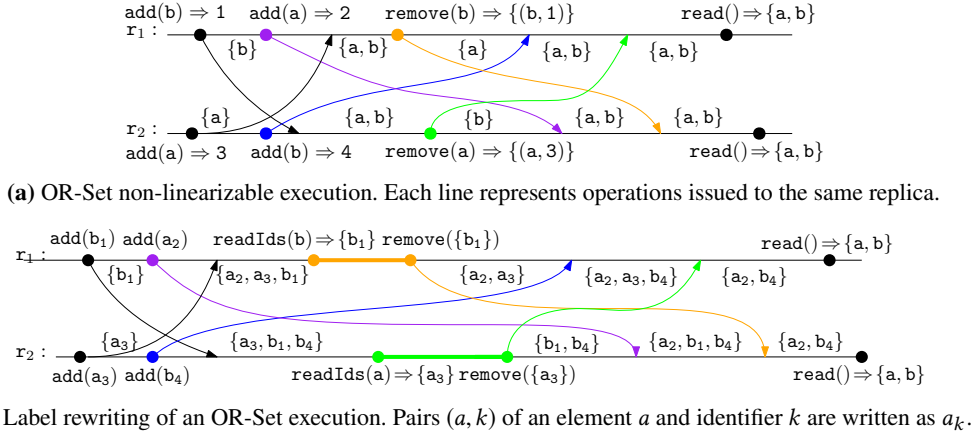 add(b) ⇒ 1 add(a) ⇒ 2 remove(b) ⇒ {(b, 1)} read() ⇒ {a, b}
r₁ :
{b} {a, b} {a} {a, b} {a, b}
{a} {a, b} {b} {a, b} {a, b}
r₂ :
add(a) ⇒ 3 add(b) ⇒ 4 remove(a) ⇒ {(a, 3)} read() ⇒ {a, b}
(a) OR-Set non-linearizable execution. Each line represents operations issued to the same replica.
add(b₁) add(a₂) readIds(b) ⇒ {b₁} remove({b₁}) read() ⇒ {a, b}
r₁ :
{b₁} {a₂, a₃, b₁} {a₂, a₃} {a₂, a₃, b₄} {a₂, b₄}
{a₃} {a₃, b₁, b₄} {b₁, b₄} {a₂, b₁, b₄} {a₂, b₄}
r₂ :
add(a₃) add(b₄) readIds(a) ⇒ {a₃} remove({a₃}) read() ⇒ {a, b}
Label rewriting of an OR-Set execution. Pairs (a, k) of an element a and identifier k are written as aₖ.